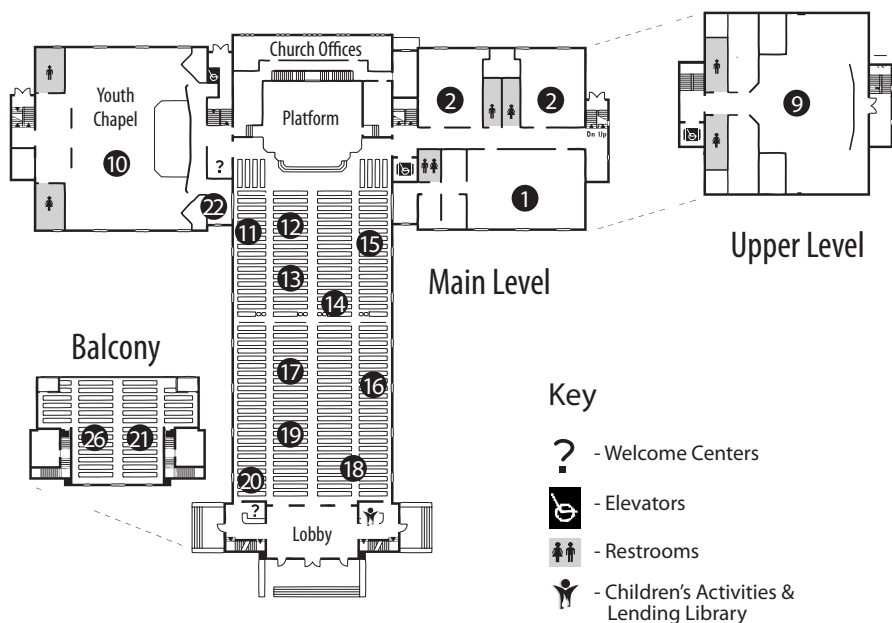 Church Offices
Youth
Chapel
Platform
2
2
9
10
?
Dn Up
1
22
11
12
15
13
14
Upper Level
Main Level
Balcony
17
16
26
21
19
18
20
?
Lobby
Key
? - Welcome Centers
- Elevators
- Restrooms
- Children's Activities &
Lending Library